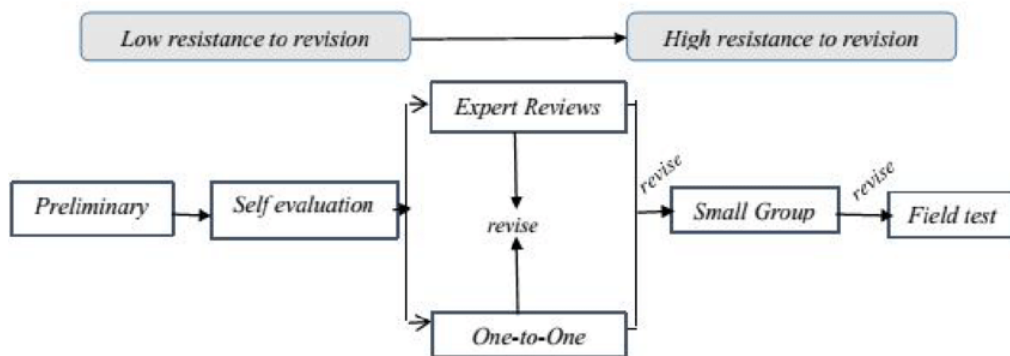 Low resistance to revision
High resistance to revision
Expert Reviews
Preliminary
Self evaluation
revise
revise
Small Group
revise
Field test
One-to-One